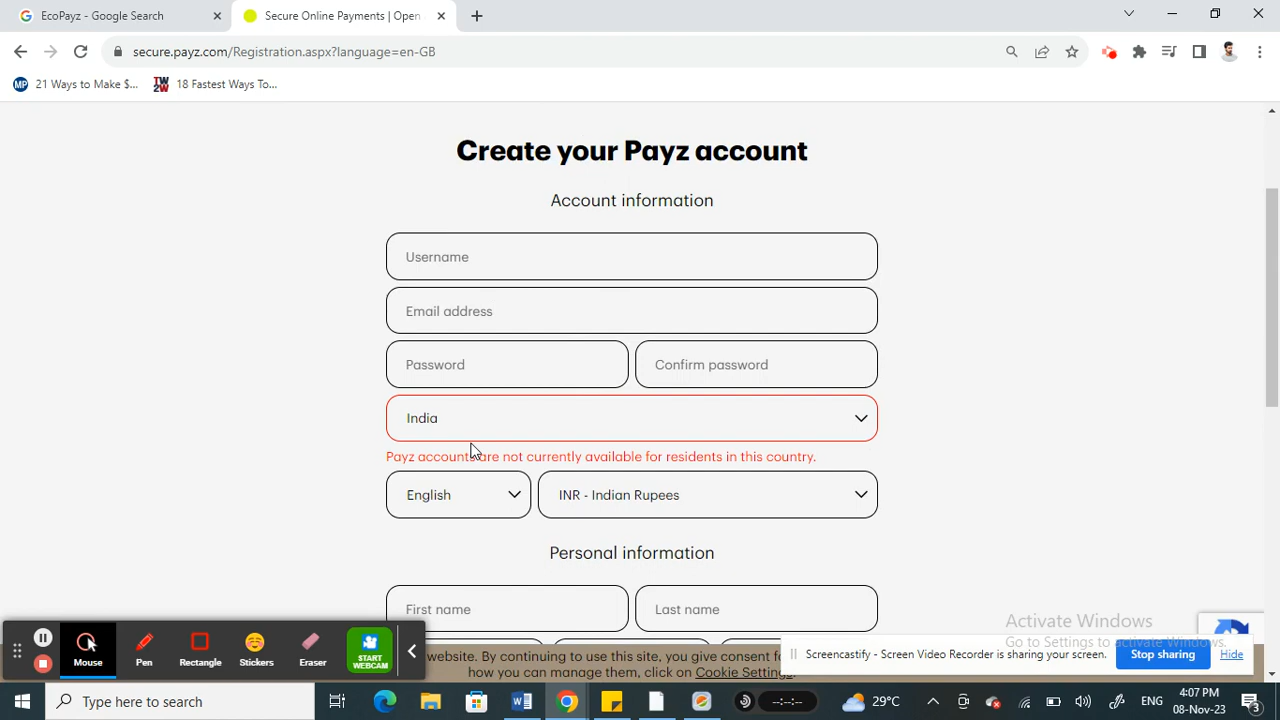 EcoPayz - Google Search
Secure Online Payments | Open
secure.payz.com/Registration.aspx?language=en-GB
MP 21 Ways to Make $...
TW 2W 18 Fastest Ways To...
Create your Payz account
Account information
Username
Email address
Password
Confirm password
India
Payz accounts are not currently available for residents in this country.
English
INR - Indian Rupees
Personal information
First name
Last name
Activate Windows
Go to Settings to activate Windows.
Mouse
Pen
Rectangle
Stickers
Eraser
START WEBCAM
website by continuing to use this site, you give consent fo
how you can manage them, click on Cookie Settings.
Screencastify - Screen Video Recorder is sharing your screen.
Stop sharing
Hide
Type here to search
--:--:--
29°C
ENG
4:07 PM
08-Nov-23
3